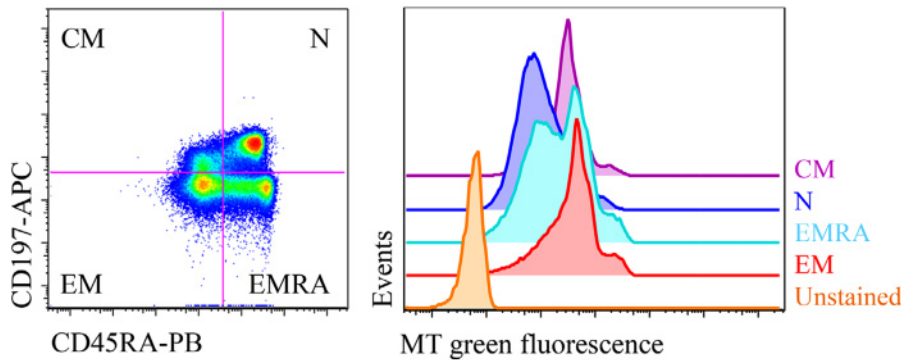 CM
N
CD197-APC
EM
EMRA
CD45RA-PB
Events
CM
N
EMRA
EM
Unstained
MT green fluorescence